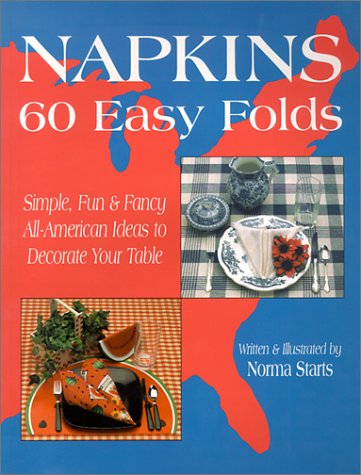 NAPKINS
60 Easy Folds
Simple, Fun & Fancy
All-American Ideas to
Decorate Your Table
Written & Illustrated by
Norma Starts